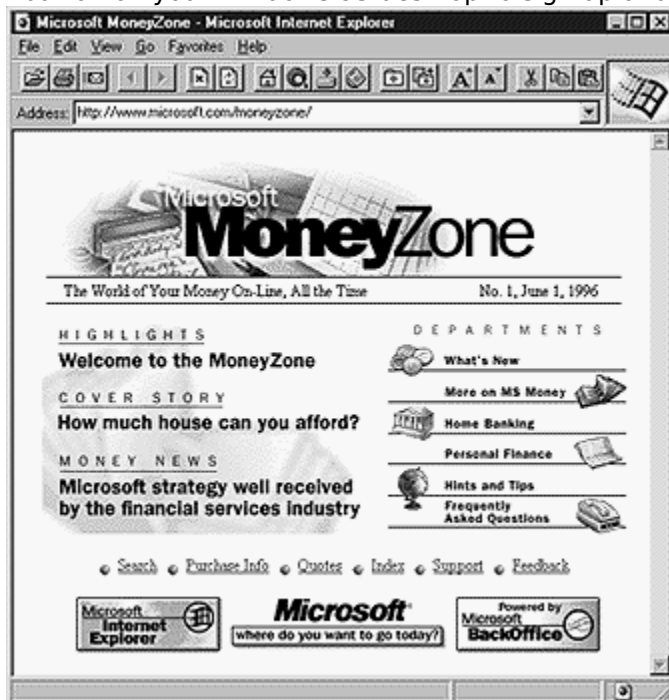 Microsoft MoneyZone - Microsoft Internet Explorer
File Edit View Go Favorites Help
Address: http://www.microsoft.com/moneyzone/
Microsoft
MoneyZone
The World of Your Money On-Line, All the Time No. 1, June 1, 1996
HIGHLIGHTS
Welcome to the MoneyZone
COVER STORY
How much house can you afford?
MONEY NEWS
Microsoft strategy well received
by the financial services industry
DEPARTMENTS
What's New
More on MS Money
Home Banking
Personal Finance
Hints and Tips
Frequently
Asked Questions
Search Purchase Info Quotes Index Support Feedback
Microsoft
Internet
Explorer
Microsoft
where do you want to go today?
Powered by
Microsoft
BackOffice